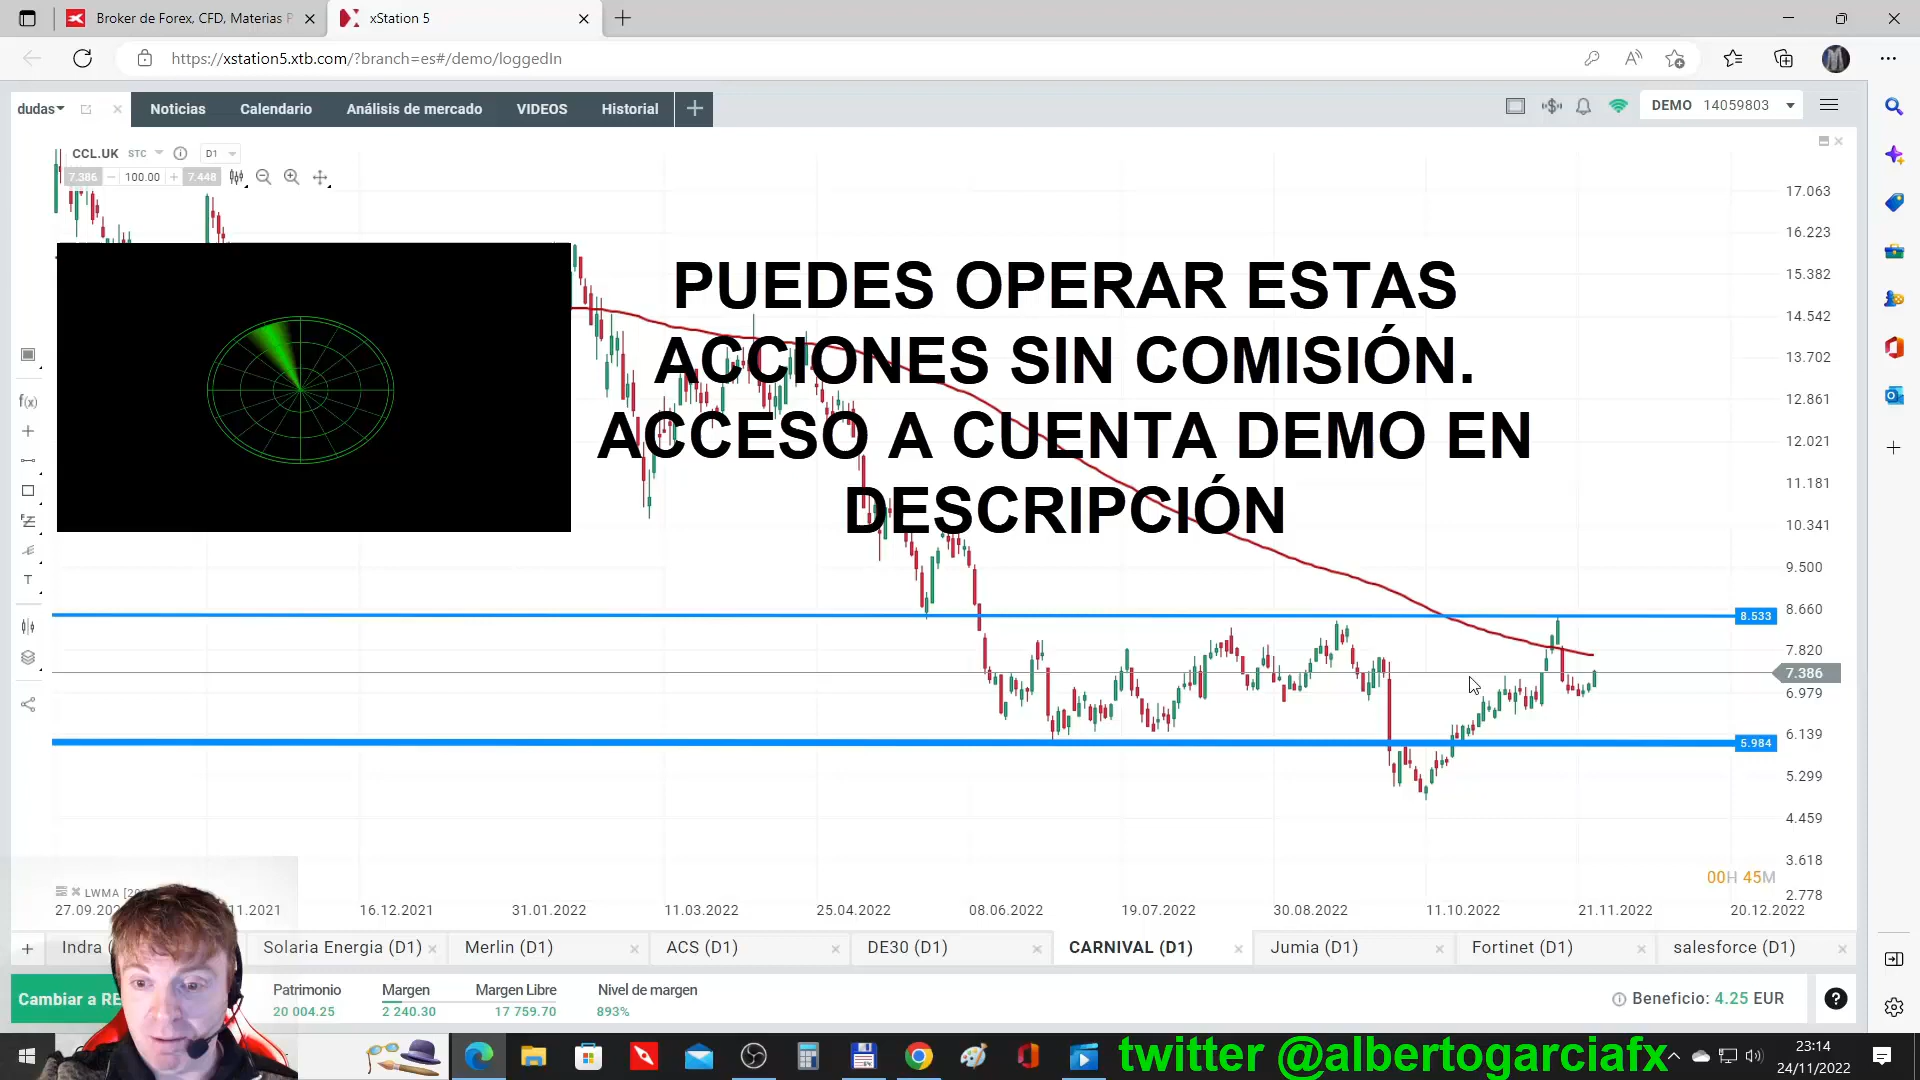 Broker de Forex, CFD, Materias P
xStation 5
https://xstation5.xtb.com/?branch=es#/demo/loggedIn
dudas
Noticias
Calendario
Análisis de mercado
VIDEOS
Historial
DEMO 14059803
CCL.UK STC D1
7.386 100.00 7.448
PUEDES OPERAR ESTAS
ACCIONES SIN COMISIÓN.
ACCESO A CUENTA DEMO EN
DESCRIPCIÓN
17.063
16.223
15.382
14.542
13.702
12.861
12.021
11.181
10.341
9.500
8.660
8.533
7.820
7.386
6.979
6.139
5.984
5.299
4.459
3.618
2.778
f(x)
T
00H 45M
LWMA
16.12.2021
31.01.2022
11.03.2022
25.04.2022
08.06.2022
19.07.2022
30.08.2022
11.10.2022
21.11.2022
20.12.2022
Indra
Solaria Energia (D1)
Merlin (D1)
ACS (D1)
DE30 (D1)
CARNIVAL (D1)
Jumia (D1)
Fortinet (D1)
salesforce (D1)
Cambiar a RE
Patrimonio
20 004.25
Margen
2 240.30
Margen Libre
17 759.70
Nivel de margen
893%
Beneficio: 4.25 EUR
twitter @albertogarciafx
23:14
24/11/2022